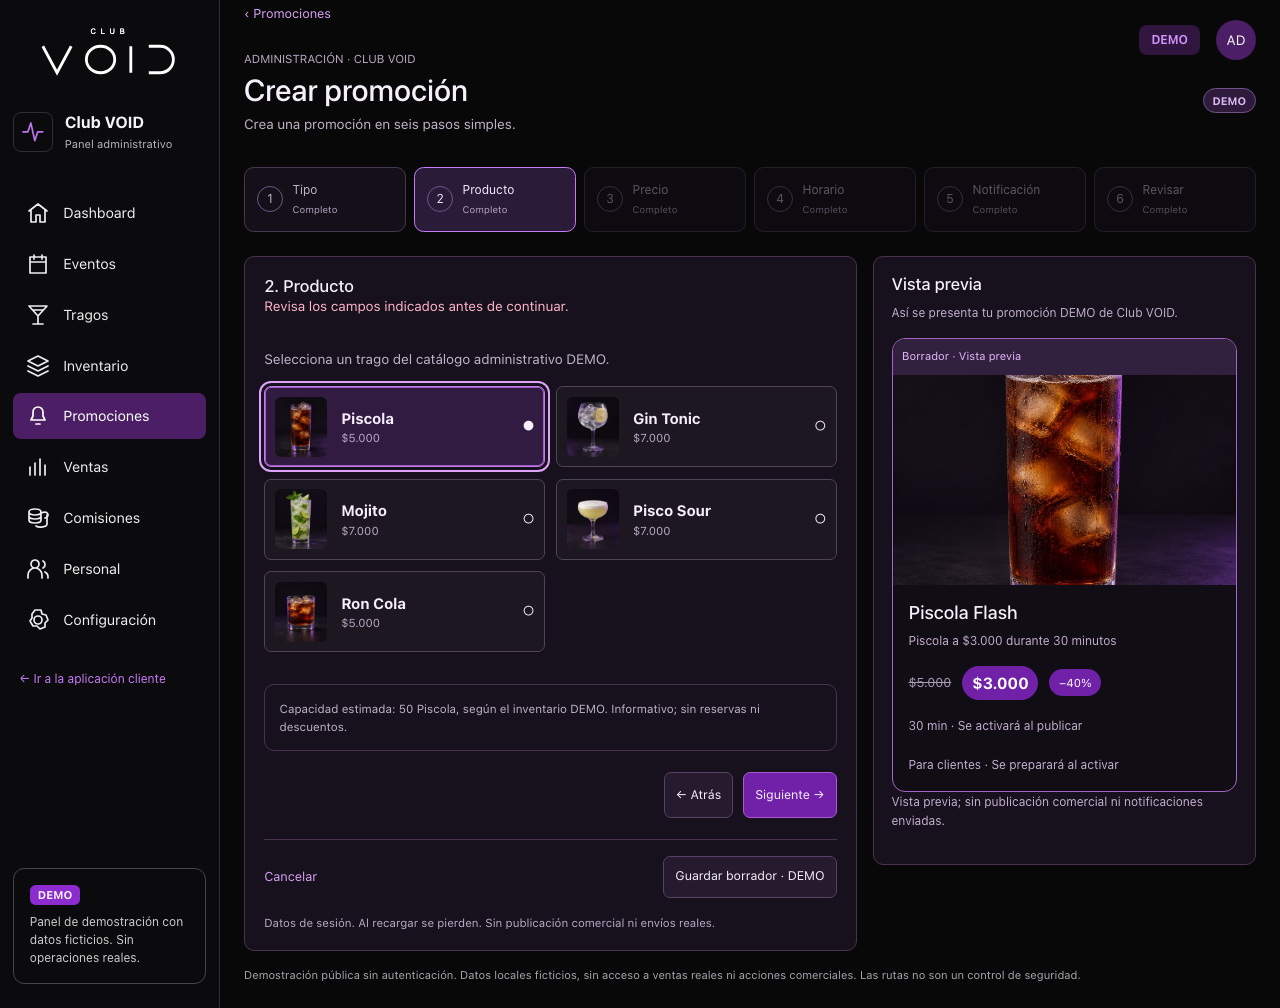 CLUB
VOID
Club VOID
Panel administrativo
Dashboard
Eventos
Tragos
Inventario
Promociones
Ventas
Comisiones
Personal
Configuración
← Ir a la aplicación cliente
DEMO
Panel de demostración con
datos ficticios. Sin
operaciones reales.
‹ Promociones
DEMO
AD
ADMINISTRACIÓN · CLUB VOID
Crear promoción
DEMO
Crea una promoción en seis pasos simples.
1
Tipo
Completo
2
Producto
Completo
3
Precio
Completo
4
Horario
Completo
5
Notificación
Completo
6
Revisar
Completo
2. Producto
Revisa los campos indicados antes de continuar.
Selecciona un trago del catálogo administrativo DEMO.
Piscola
$5.000
Gin Tonic
$7.000
Mojito
$7.000
Pisco Sour
$7.000
Ron Cola
$5.000
Capacidad estimada: 50 Piscola, según el inventario DEMO. Informativo; sin reservas ni
descuentos.
← Atrás
Siguiente →
Cancelar
Guardar borrador · DEMO
Datos de sesión. Al recargar se pierden. Sin publicación comercial ni envíos reales.
Vista previa
Así se presenta tu promoción DEMO de Club VOID.
Borrador · Vista previa
Piscola Flash
Piscola a $3.000 durante 30 minutos
$5.000 $3.000 −40%
30 min · Se activará al publicar
Para clientes · Se preparará al activar
Vista previa; sin publicación comercial ni notificaciones
enviadas.
Demostración pública sin autenticación. Datos locales ficticios, sin acceso a ventas reales ni acciones comerciales. Las rutas no son un control de seguridad.